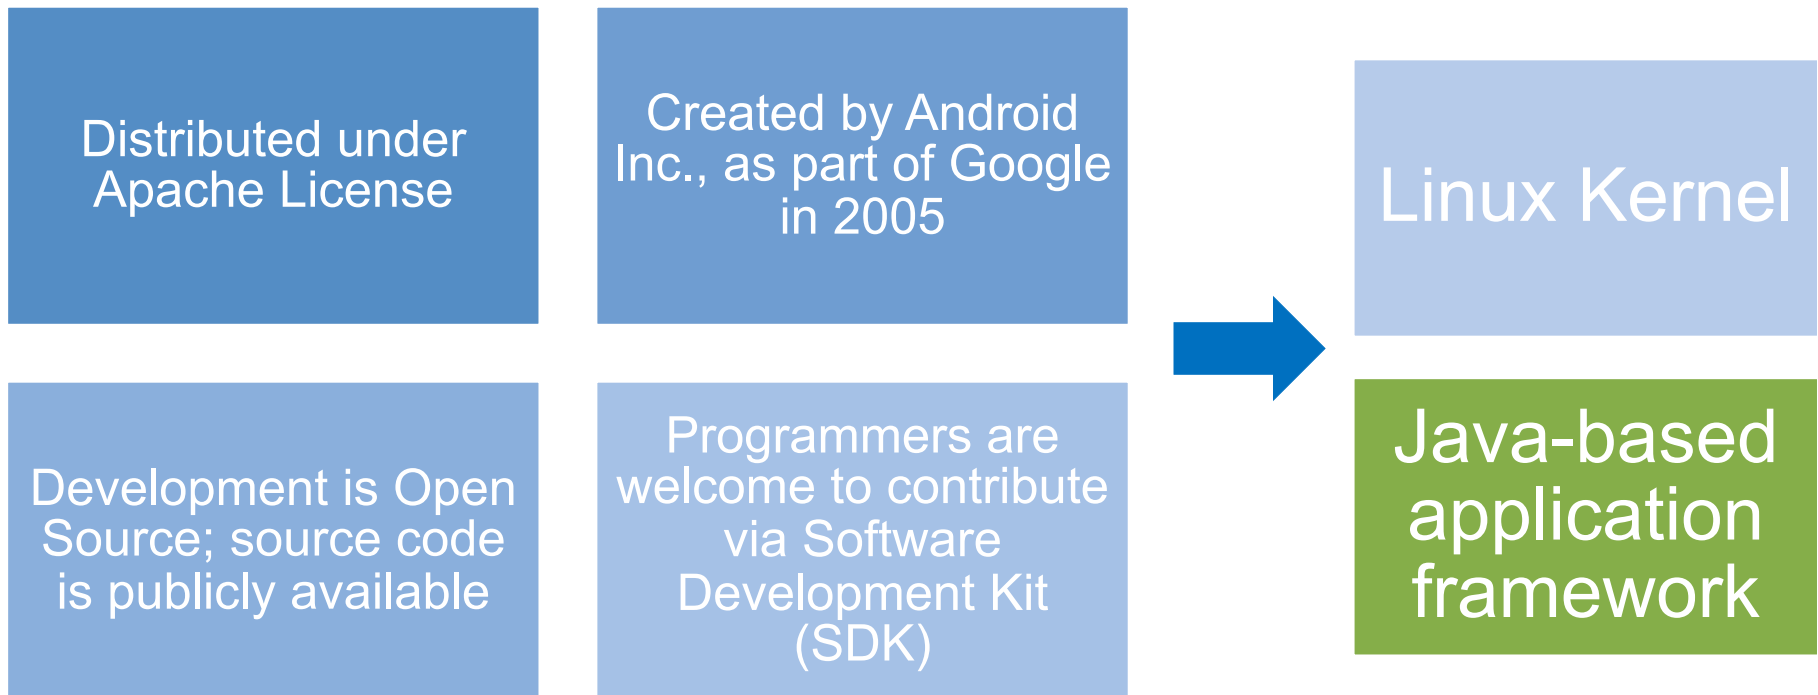 Distributed under
Apache License
Created by Android
Inc., as part of Google
in 2005
Development is Open
Source; source code
is publicly available
Programmers are
welcome to contribute
via Software
Development Kit
(SDK)
Linux Kernel
Java-based
application
framework